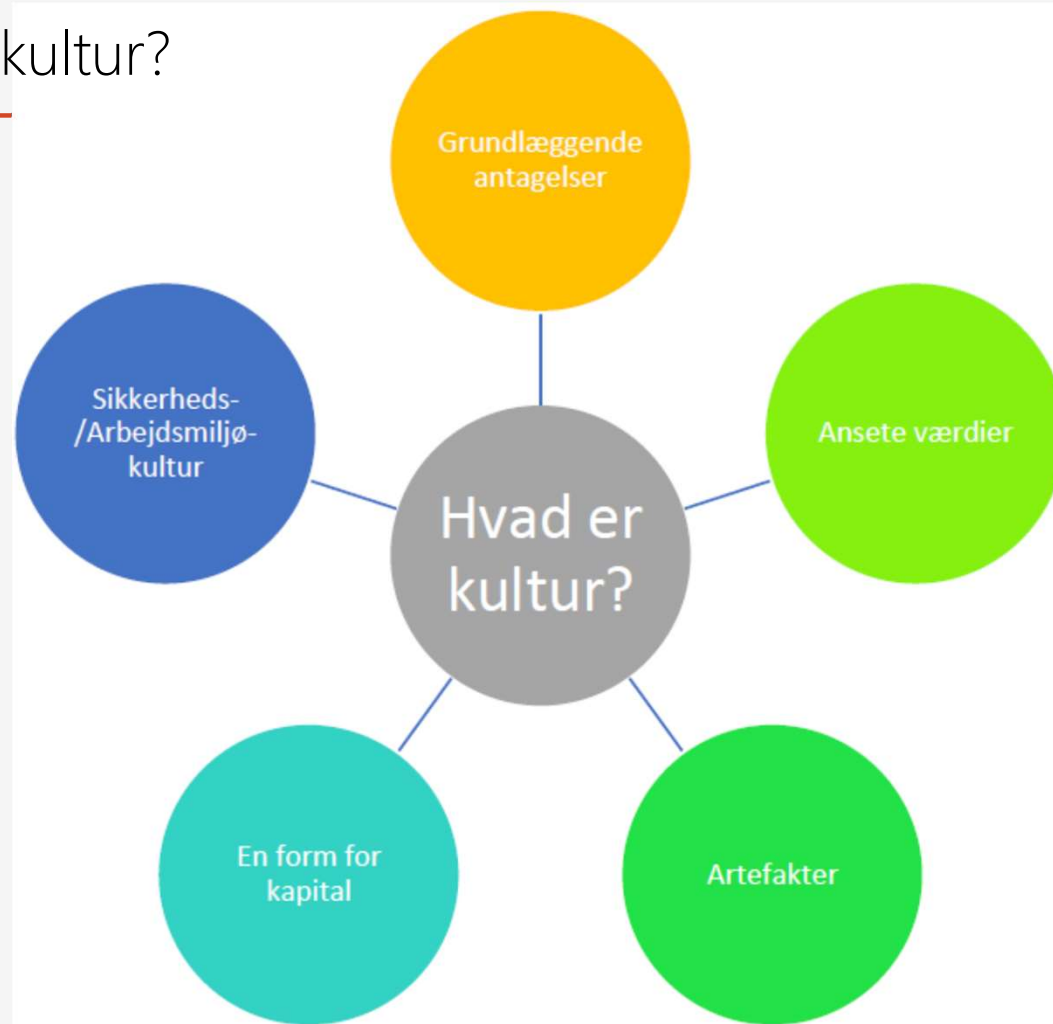 kultur?
Grundlæggende
antagelser
Ansete værdier
Artefakter
En form for
kapital
Sikkerheds-
/Arbejdsmiljø-
kultur
Hvad er
kultur?